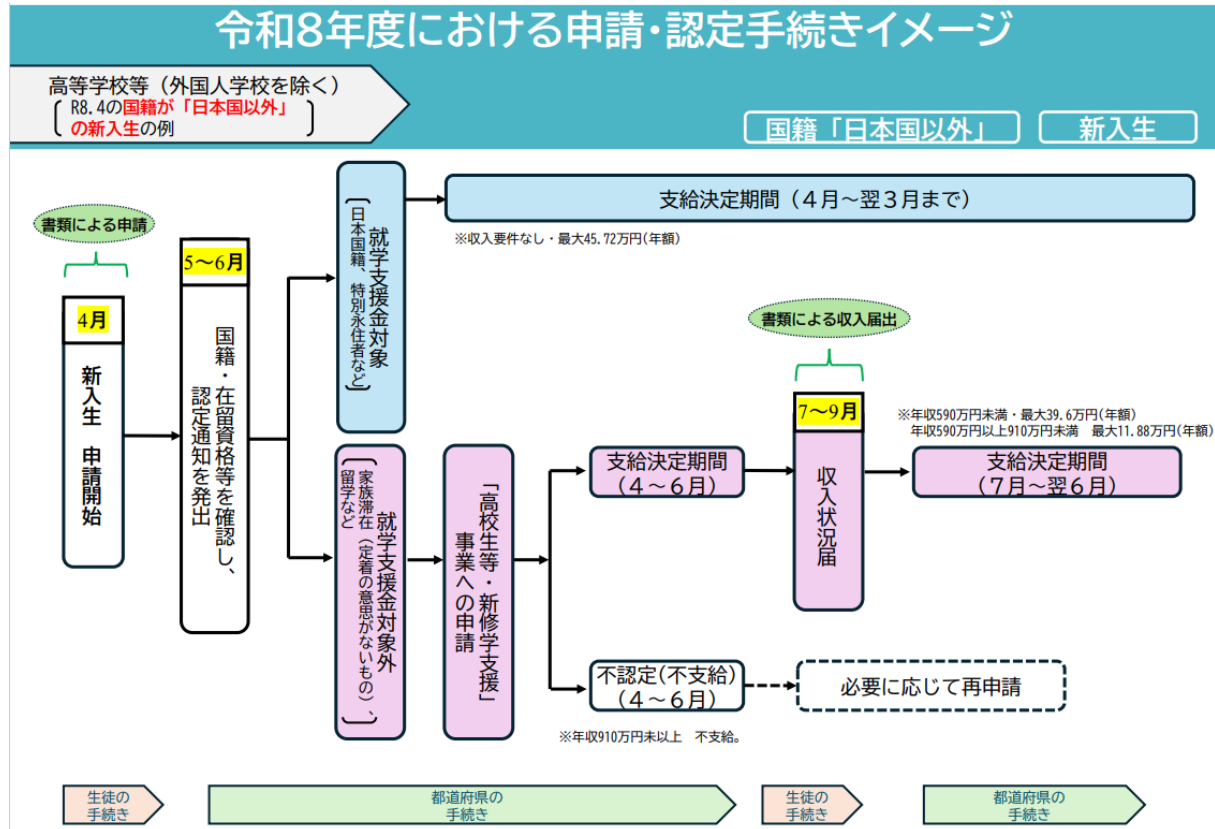 令和8年度における申請・認定手続きイメージ
高等学校等（外国人学校を除く）
R8.4の国籍が「日本国以外」
の新入生の例
国籍「日本国以外」
新入生
書類による申請
4月
新入生　申請開始
5～6月
国籍・在留資格等を確認し、
認定通知を発出
就学支援金対象
〔日本国籍、特別永住者など〕
支給決定期間（４月～翌３月まで）
※収入要件なし・最大45.72万円(年額)
就学支援金対象外
〔家族滞在（定着の意思がないもの）、
留学など〕
「高校生等・新修学支援」
事業への申請
支給決定期間
（４～６月）
書類による収入届出
7～9月
収入状況届
※年収590万円未満・最大39.6万円(年額)
年収590万円以上910万円未満　最大11.88万円(年額)
支給決定期間
（７月～翌６月）
不認定(不支給)
（４～６月）
※年収910万円未以上　不支給。
必要に応じて再申請
生徒の
手続き
都道府県の
手続き
生徒の
手続き
都道府県の
手続き